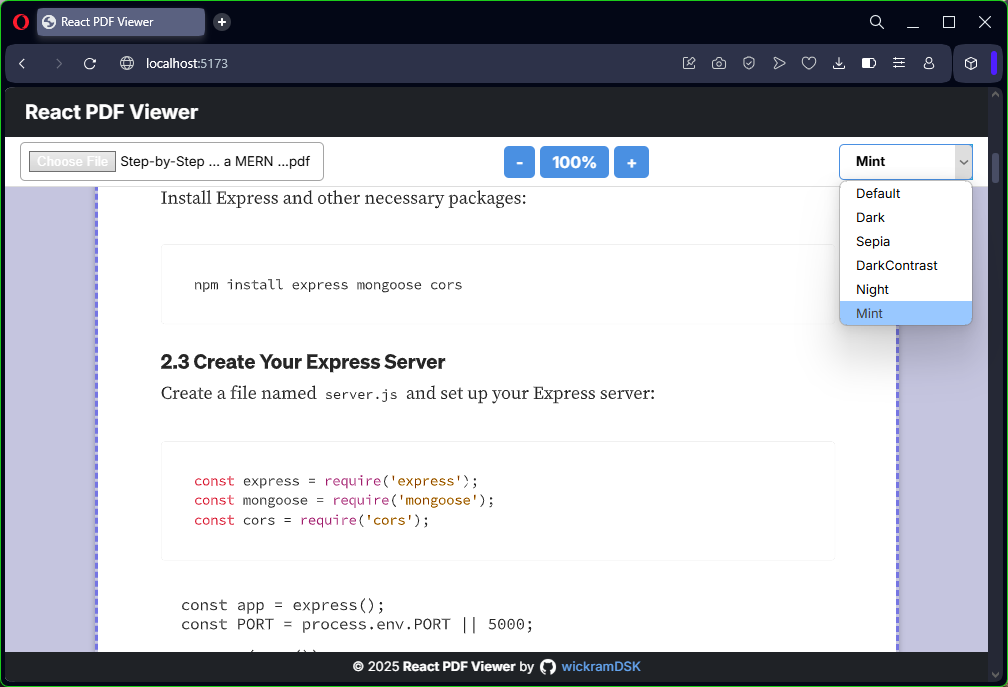 React PDF Viewer
localhost:5173
React PDF Viewer
Choose File Step-by-Step ... a MERN ...pdf
- 100% +
Mint
Default
Dark
Sepia
DarkContrast
Night
Mint
Install Express and other necessary packages:
npm install express mongoose cors
2.3 Create Your Express Server
Create a file named server.js and set up your Express server:
const express = require('express');
const mongoose = require('mongoose');
const cors = require('cors');
const app = express();
const PORT = process.env.PORT || 5000;
© 2025 React PDF Viewer by wickramDSK